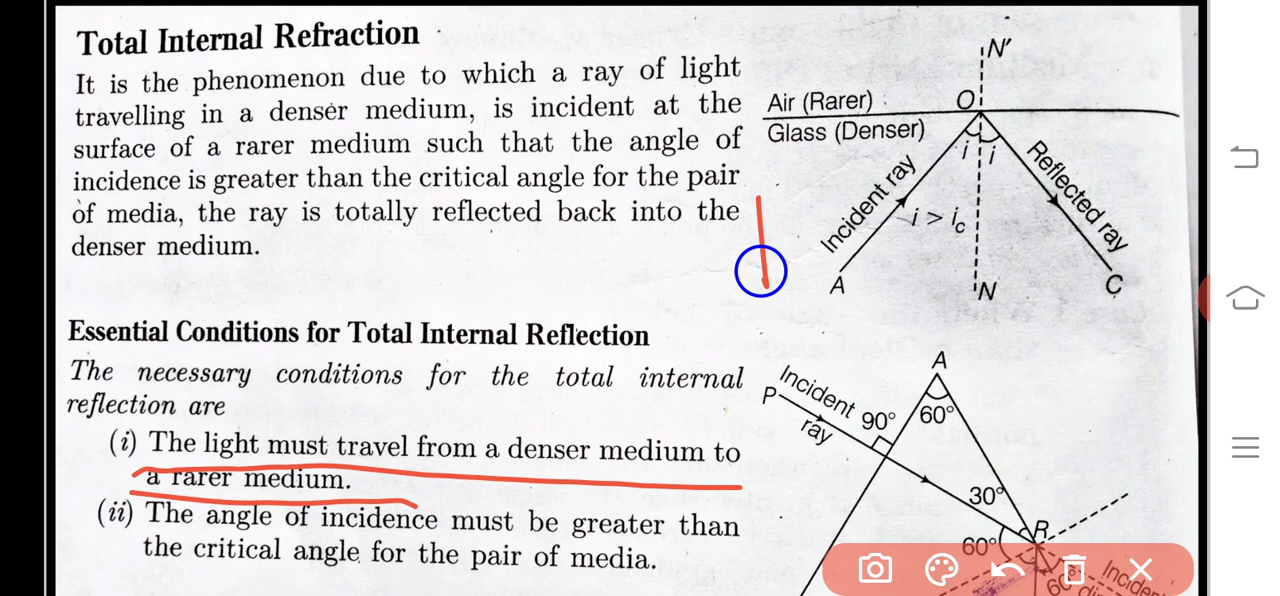 Total Internal Refraction
It is the phenomenon due to which a ray of light
travelling in a denser medium, is incident at the
surface of a rarer medium such that the angle of
incidence is greater than the critical angle for the pair
of media, the ray is totally reflected back into the
denser medium.
N'
Air (Rarer) O
Glass (Denser)
i i
Incident ray
Reflected ray
i > ic
A N C
Essential Conditions for Total Internal Reflection
The necessary conditions for the total internal
reflection are
(i) The light must travel from a denser medium to
a rarer medium.
(ii) The angle of incidence must be greater than
the critical angle for the pair of media.
A
P Incident 90° 60°
ray
30°
R
60°
60